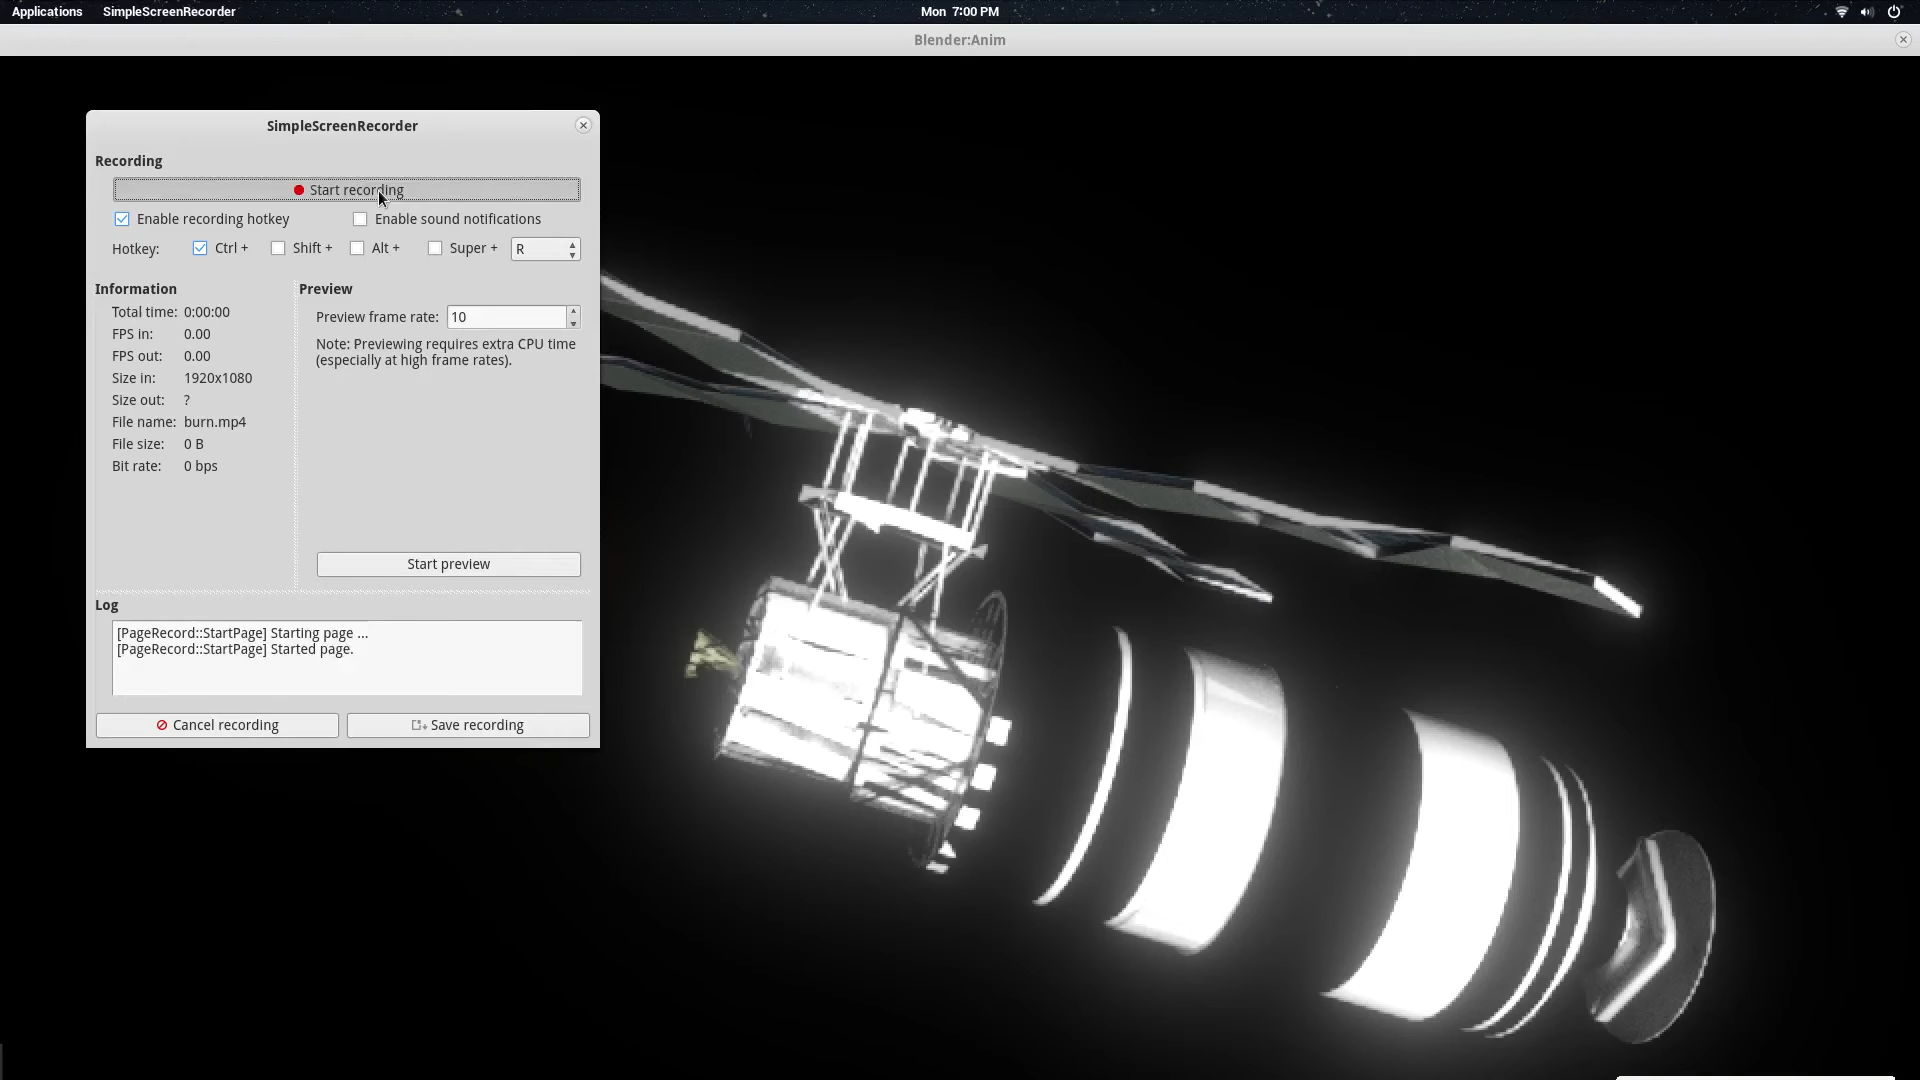 Applications SimpleScreenRecorder Mon 7:00 PM
Blender:Anim
SimpleScreenRecorder
Recording
Start recording
Enable recording hotkey Enable sound notifications
Hotkey: Ctrl + Shift + Alt + Super + R
Information
Total time: 0:00:00
FPS in: 0.00
FPS out: 0.00
Size in: 1920x1080
Size out: ?
File name: burn.mp4
File size: 0 B
Bit rate: 0 bps
Preview
Preview frame rate: 10
Note: Previewing requires extra CPU time
(especially at high frame rates).
Start preview
Log
[PageRecord::StartPage] Starting page ...
[PageRecord::StartPage] Started page.
Cancel recording Save recording